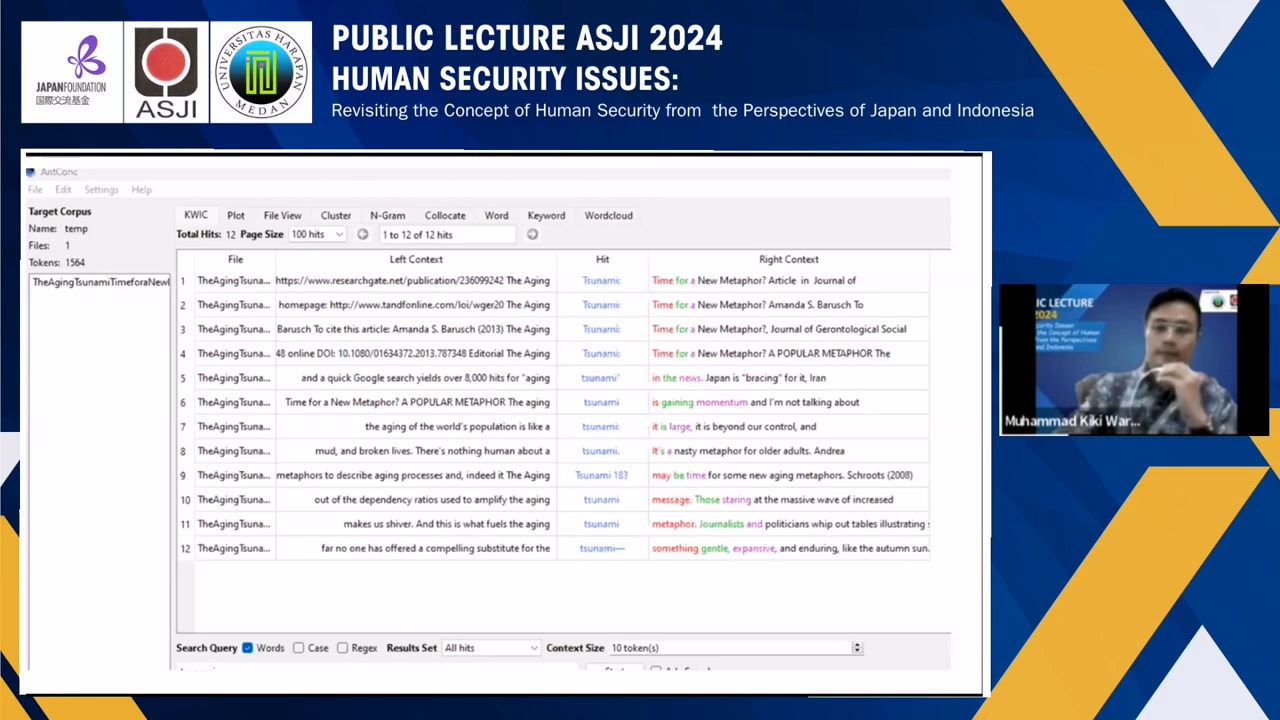 PUBLIC LECTURE ASJI 2024
HUMAN SECURITY ISSUES:
Revisiting the Concept of Human Security from the Perspectives of Japan and Indonesia
JAPANFOUNDATION
国際交流基金
ASJI
UNIVERSITAS HARAPAN
MEDAN
AntConc
File Edit Settings Help
Target Corpus
Name: temp
Files: 1
Tokens: 1564
TheAgingTsunamiTimeforaNewI
KWIC Plot File View Cluster N-Gram Collocate Word Keyword Wordcloud
Total Hits: 12 Page Size 100 hits 1 to 12 of 12 hits
File Left Context Hit Right Context
1 TheAgingTsuna... https://www.researchgate.net/publication/236099242 The Aging Tsunami: Time for a New Metaphor? Article in Journal of
2 TheAgingTsuna... homepage: http://www.tandfonline.com/loi/wger20 The Aging Tsunami: Time for a New Metaphor? Amanda S. Barusch To
3 TheAgingTsuna... Barusch To cite this article: Amanda S. Barusch (2013) The Aging Tsunami: Time for a New Metaphor?, Journal of Gerontological Social
4 TheAgingTsuna... 48 online DOI: 10.1080/01634372.2013.787348 Editorial The Aging Tsunami: Time for a New Metaphor? A POPULAR METAPHOR The
5 TheAgingTsuna... and a quick Google search yields over 8,000 hits for "aging tsunami" in the news. Japan is "bracing" for it, Iran
6 TheAgingTsuna... Time for a New Metaphor? A POPULAR METAPHOR The aging tsunami is gaining momentum and I'm not talking about
7 TheAgingTsuna... the aging of the world's population is like a tsunami: it is large, it is beyond our control, and
8 TheAgingTsuna... mud, and broken lives. There's nothing human about a tsunami. It's a nasty metaphor for older adults. Andrea
9 TheAgingTsuna... metaphors to describe aging processes and, indeed it The Aging Tsunami 183 may be time for some new aging metaphors. Schroots (2008)
10 TheAgingTsuna... out of the dependency ratios used to amplify the aging tsunami message. Those staring at the massive wave of increased
11 TheAgingTsuna... makes us shiver. And this is what fuels the aging tsunami metaphor. Journalists and politicians whip out tables illustrating
12 TheAgingTsuna... far no one has offered a compelling substitute for the tsunami— something gentle, expansive, and enduring, like the autumn sun.
Search Query Words Case Regex Results Set All hits Context Size 10 token(s)
IC LECTURE
2024
the Concept of Human
From the Perspectives
and Indonesia
Muhammad Kiki War...